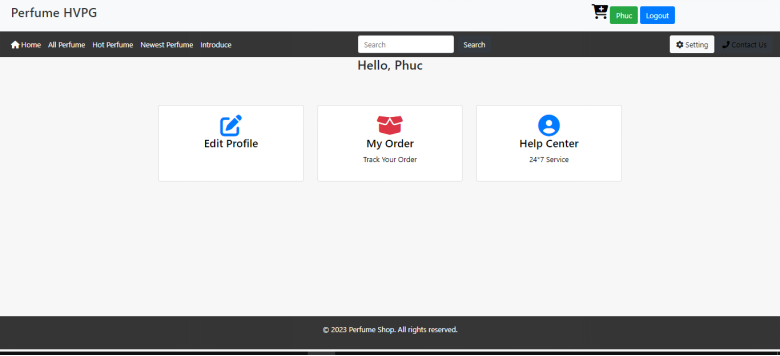 Perfume HVPG
Phuc Logout
Home All Perfume Hot Perfume Newest Perfume Introduce Search Search Setting Contact Us
Hello, Phuc
Edit Profile My Order Help Center
Track Your Order 24*7 Service
© 2023 Perfume Shop. All rights reserved.